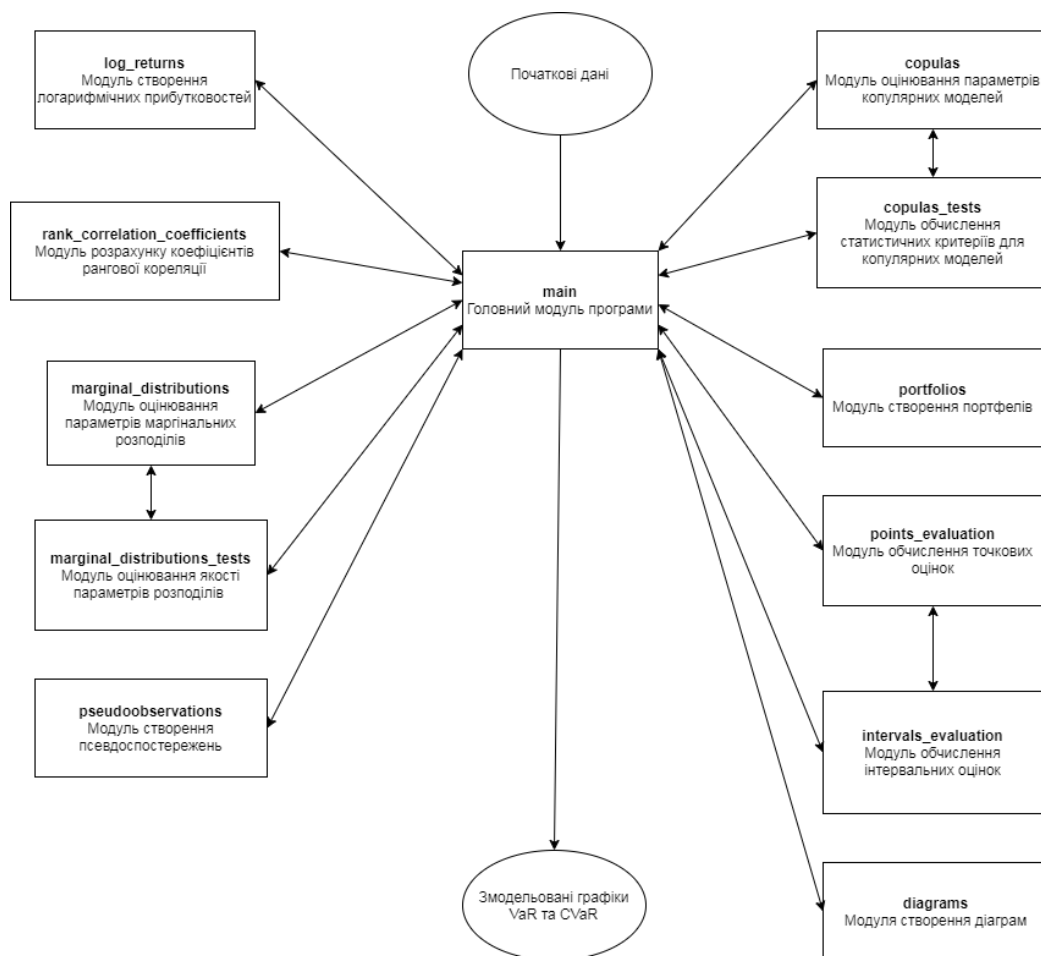 log_returns
Модуль створення
логарифмічних прибутковостей
Початкові дані
copulas
Модуль оцінювання параметрів
копулярних моделей
rank_correlation_coefficients
Модуль розрахунку коефіцієнтів
рангової кореляції
copulas_tests
Модуль обчислення
статистичних критеріїв для
копулярних моделей
main
Головний модуль програми
marginal_distributions
Модуль оцінювання
параметрів маргінальних
розподілів
portfolios
Модуль створення портфелів
marginal_distributions_tests
Модуль оцінювання якості
параметрів розподілів
points_evaluation
Модуль обчислення точкових
оцінок
pseudoobservations
Модуль створення
псевдоспостережень
intervals_evaluation
Модуль обчислення
інтервальних оцінок
Змодельовані графіки
VaR та CVaR
diagrams
Модуля створення діаграм